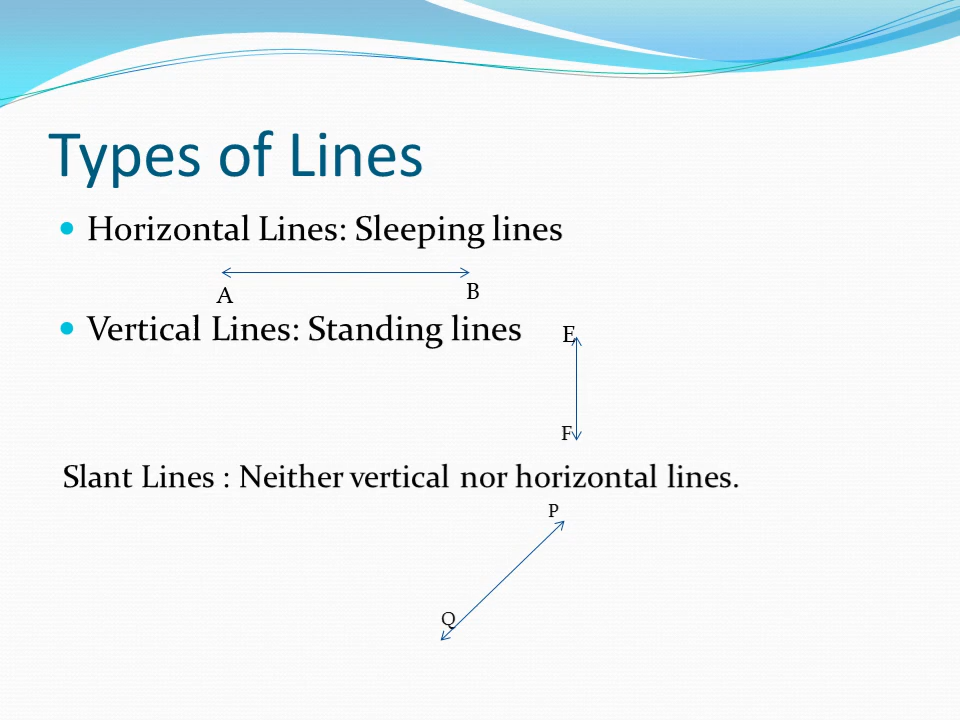 Types of Lines
Horizontal Lines: Sleeping lines
A B
Vertical Lines: Standing lines
E
F
Slant Lines : Neither vertical nor horizontal lines.
P
Q